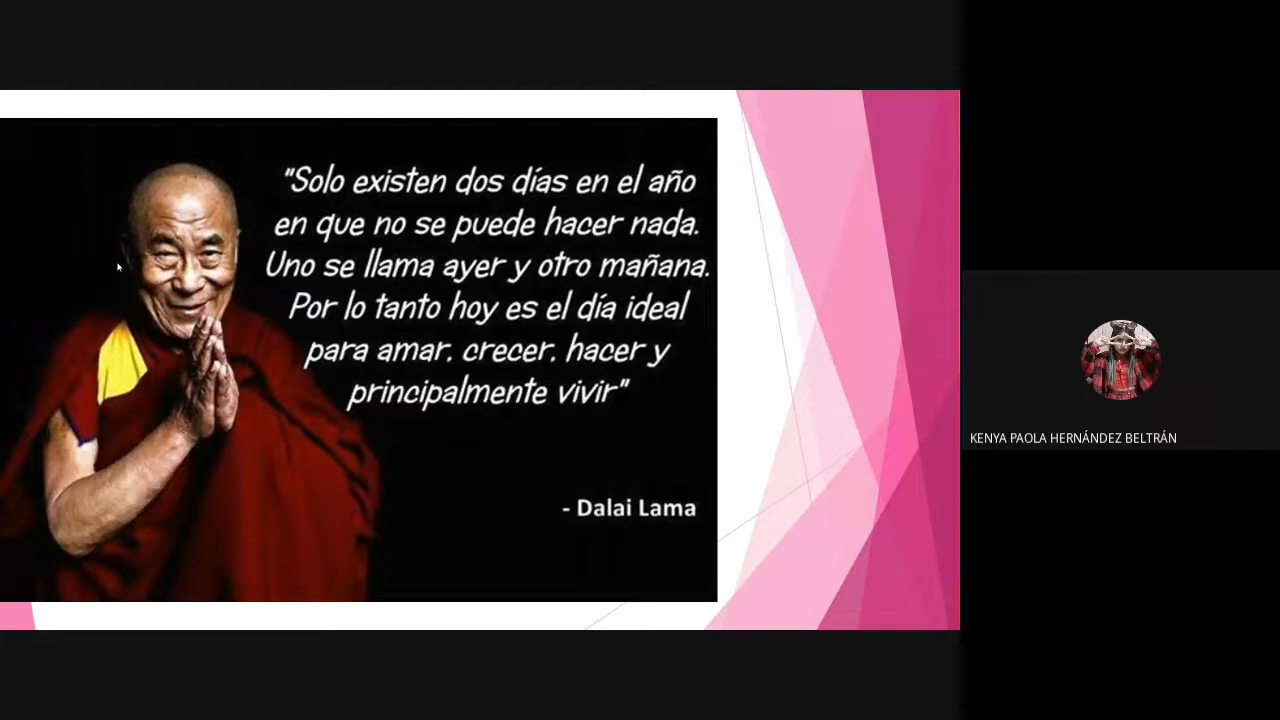 "Solo existen dos días en el año
en que no se puede hacer nada.
Uno se llama ayer y otro mañana.
Por lo tanto hoy es el día ideal
para amar, crecer, hacer y
principalmente vivir"
- Dalai Lama
KENYA PAOLA HERNÁNDEZ BELTRÁN